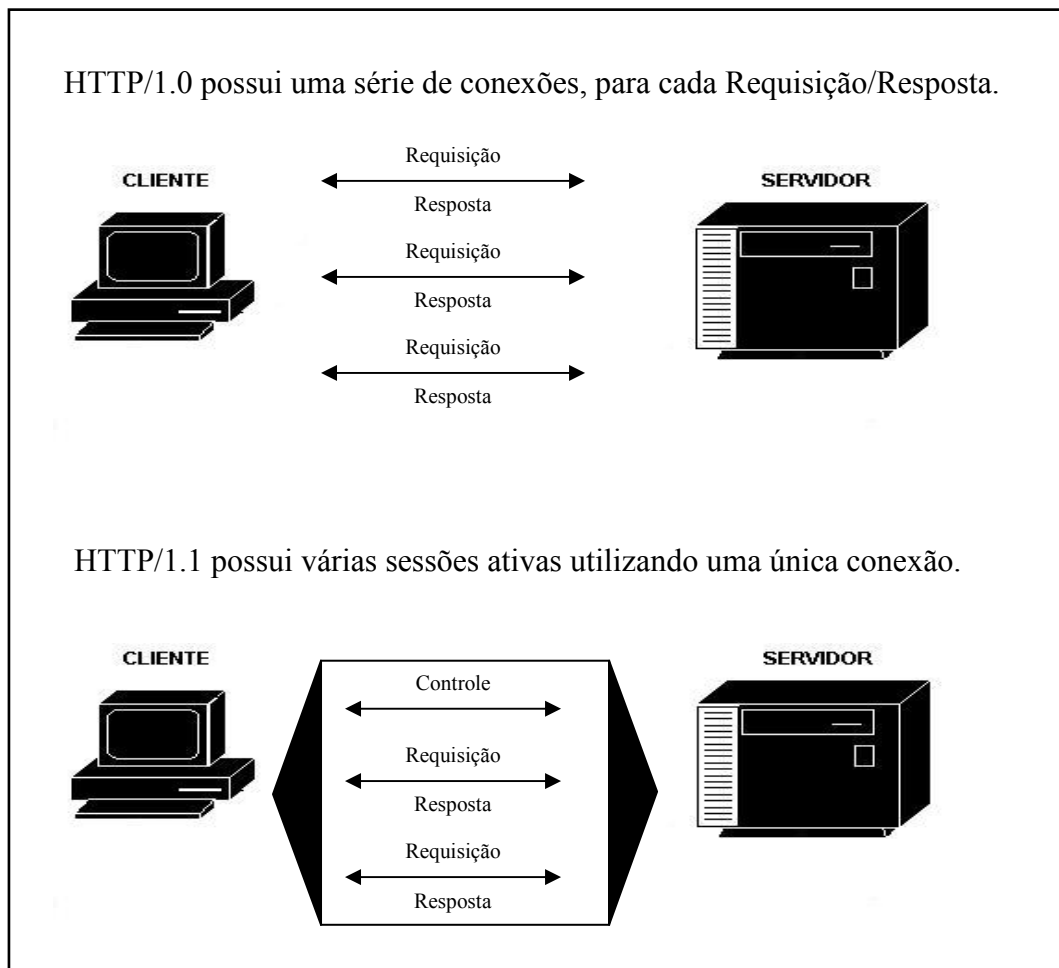 HTTP/1.0 possui uma série de conexões, para cada Requisição/Resposta.
CLIENTE
Requisição
Resposta
Requisição
Resposta
Requisição
Resposta
SERVIDOR
HTTP/1.1 possui várias sessões ativas utilizando uma única conexão.
CLIENTE
Controle
Requisição
Resposta
Requisição
Resposta
SERVIDOR